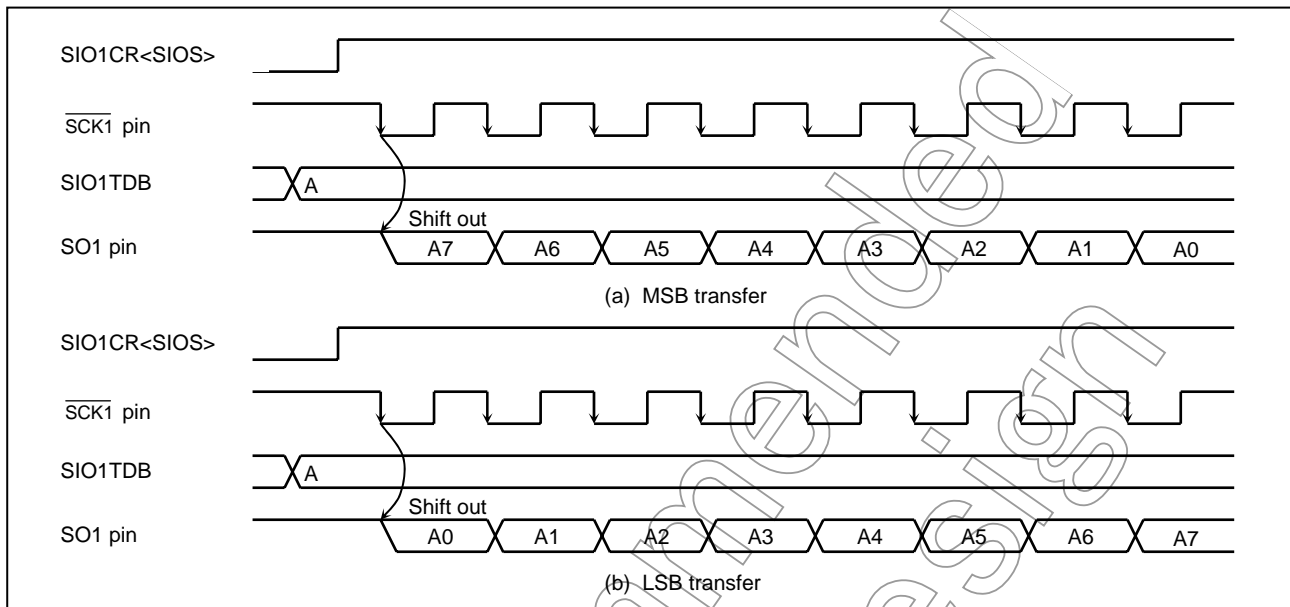 SIO1CR<SIOS>
SCK1 pin
SIO1TDB
A
Shift out
SO1 pin
A7 A6 A5 A4 A3 A2 A1 A0
(a) MSB transfer
SIO1CR<SIOS>
SCK1 pin
SIO1TDB
A
Shift out
SO1 pin
A0 A1 A2 A3 A4 A5 A6 A7
(b) LSB transfer
mmended
esign